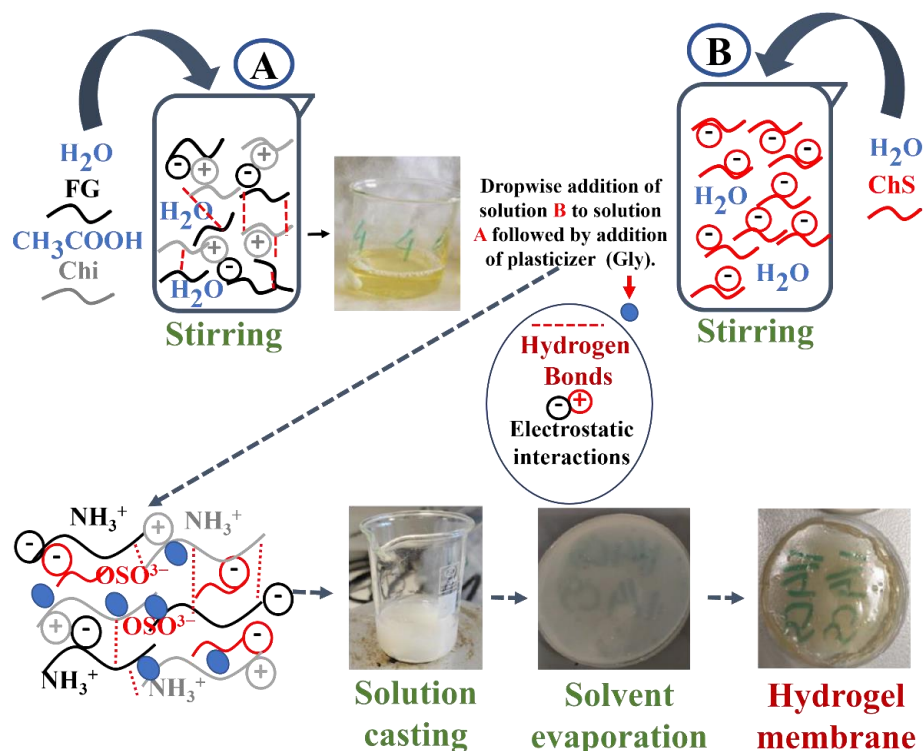 A
H₂O
FG
CH₃COOH
Chi
-
+
+
-
H₂O
+
+
-
H₂O
-
Stirring
4 4
Dropwise addition of
solution B to solution
A followed by addition
of plasticizer (Gly).
Hydrogen
Bonds
- +
Electrostatic
interactions
B
-
-
-
-
-
H₂O
-
-
-
H₂O
-
Stirring
H₂O
ChS
NH₃⁺
+
NH₃⁺
-
-
OSO³⁻
-
-
+
-
OSO³⁻
-
+
NH₃⁺
NH₃⁺
Solution
casting
Solvent
evaporation
Hydrogel
membrane